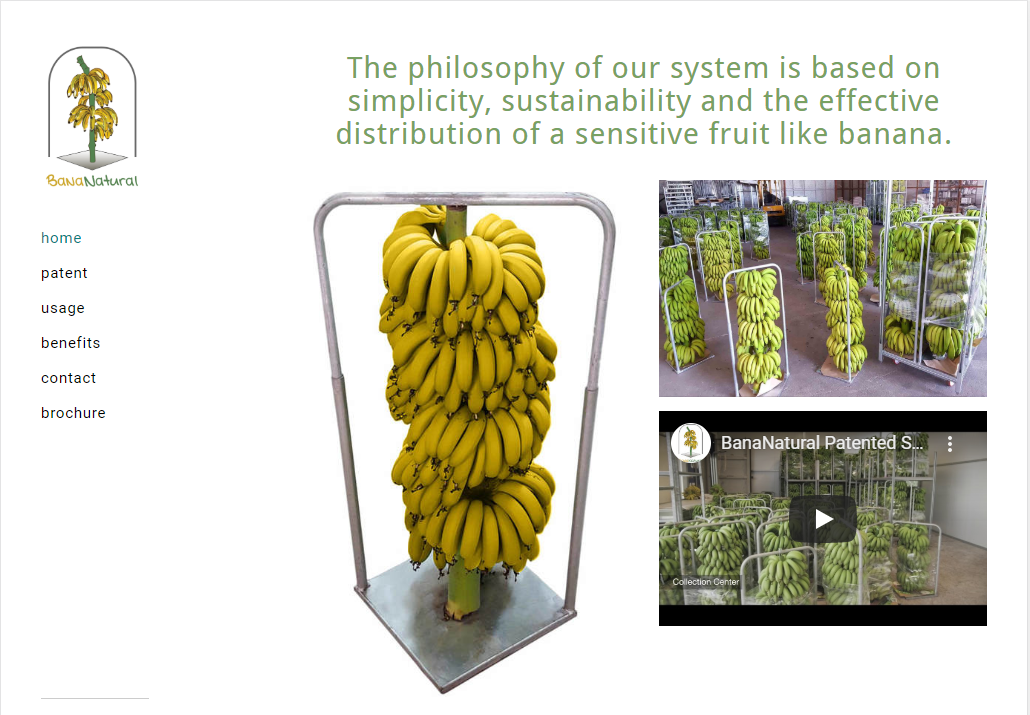 BanaNatural
The philosophy of our system is based on
simplicity, sustainability and the effective
distribution of a sensitive fruit like banana.
home
patent
usage
benefits
contact
brochure
BanaNatural Patented S...
Collection Center